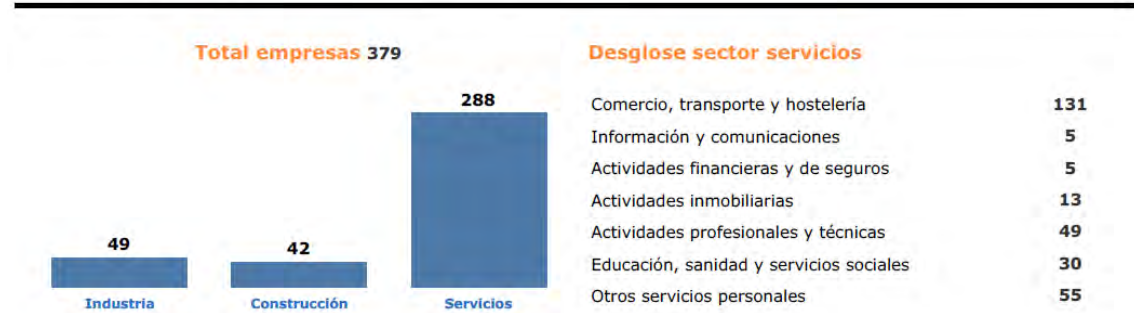 Total empresas 379
288
49
42
Industria
Construcción
Servicios
Desglose sector servicios
Comercio, transporte y hostelería 131
Información y comunicaciones 5
Actividades financieras y de seguros 5
Actividades inmobiliarias 13
Actividades profesionales y técnicas 49
Educación, sanidad y servicios sociales 30
Otros servicios personales 55